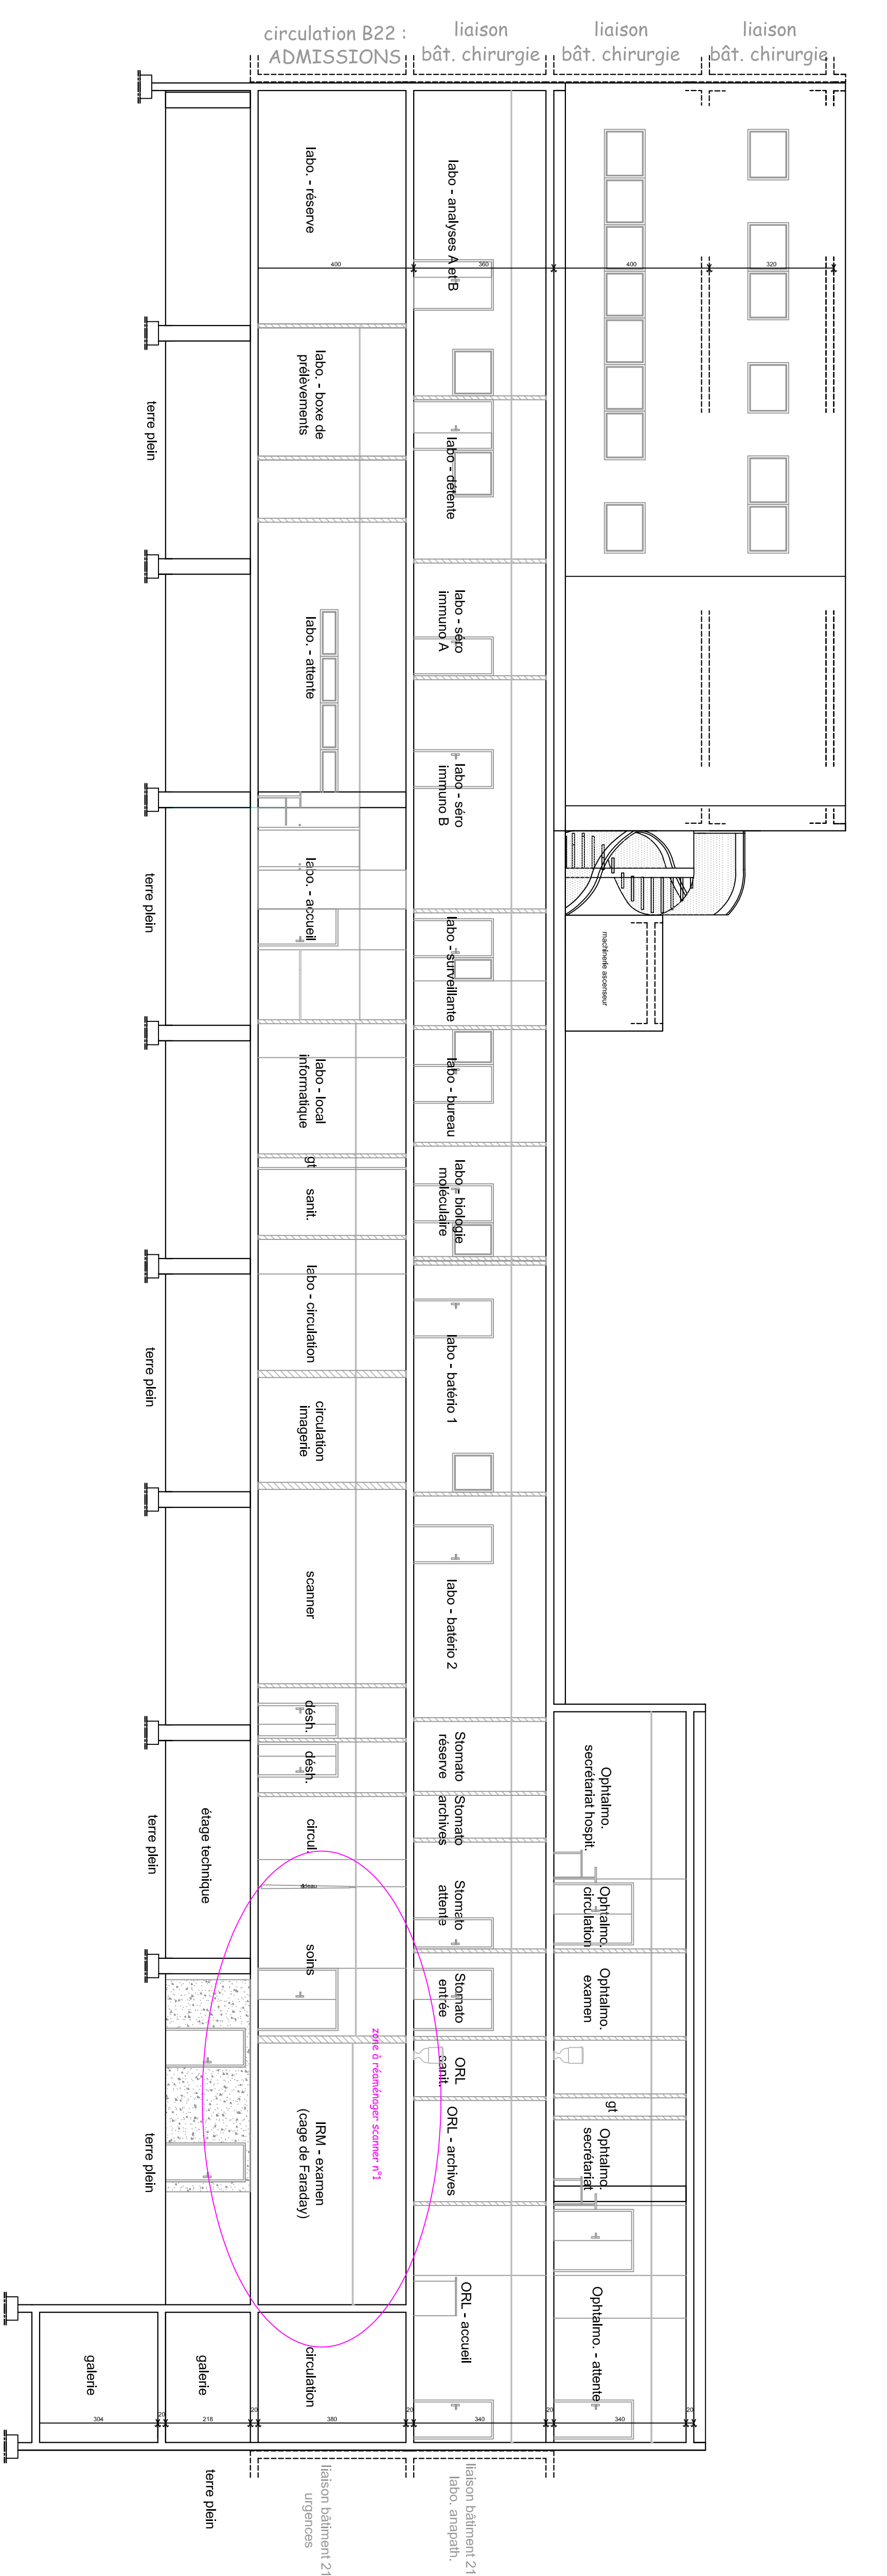 circulation B22 :
ADMISSIONS
liaison
bât. chirurgie
liaison
bât. chirurgie
liaison
bât. chirurgie
320
400
360
400
machinerie ascenseur
Ophtalmo.
secrétariat hospit.
Ophtalmo.
circulation
Ophtalmo.
examen
gt
Ophtalmo.
secrétariat
Ophtalmo. - attente
labo - analyses A et B
labo - détente
labo - séro
immuno A
labo - séro
immuno B
labo - surveillante
labo - bureau
labo - biologie
moléculaire
labo - batério 1
labo - batério 2
Stomato
réserve
Stomato
archives
Stomato
attente
Stomato
entrée
ORL
sanit.
ORL - archives
ORL - accueil
labo. - réserve
labo. - boxe de
prélèvements
labo. - attente
labo. - accueil
labo - local
informatique
gt
sanit.
labo - circulation
circulation
imagerie
scanner
désh.
désh.
circul.
soins
zone à réaménager scanner n°1
IRM - examen
(cage de Faraday)
circulation
étage technique
galerie
galerie
terre plein
terre plein
terre plein
terre plein
terre plein
terre plein
304
20
218
20
380
20
340
20
340
20
liaison bâtiment 21
urgences
liaison bâtiment 21
labo. anapath.